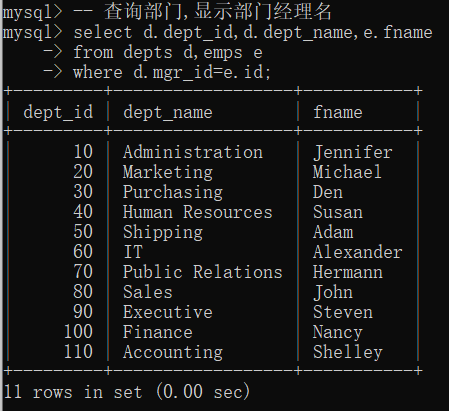 mysql> -- 查询部门,显示部门经理名
mysql> select d.dept_id,d.dept_name,e.fname
    -> from depts d,emps e
    -> where d.mgr_id=e.id;
+---------+------------------+-----------+
| dept_id | dept_name        | fname     |
+---------+------------------+-----------+
|      10 | Administration   | Jennifer  |
|      20 | Marketing        | Michael   |
|      30 | Purchasing       | Den       |
|      40 | Human Resources  | Susan     |
|      50 | Shipping         | Adam      |
|      60 | IT               | Alexander |
|      70 | Public Relations | Hermann   |
|      80 | Sales            | John      |
|      90 | Executive        | Steven    |
|     100 | Finance          | Nancy     |
|     110 | Accounting       | Shelley   |
+---------+------------------+-----------+
11 rows in set (0.00 sec)